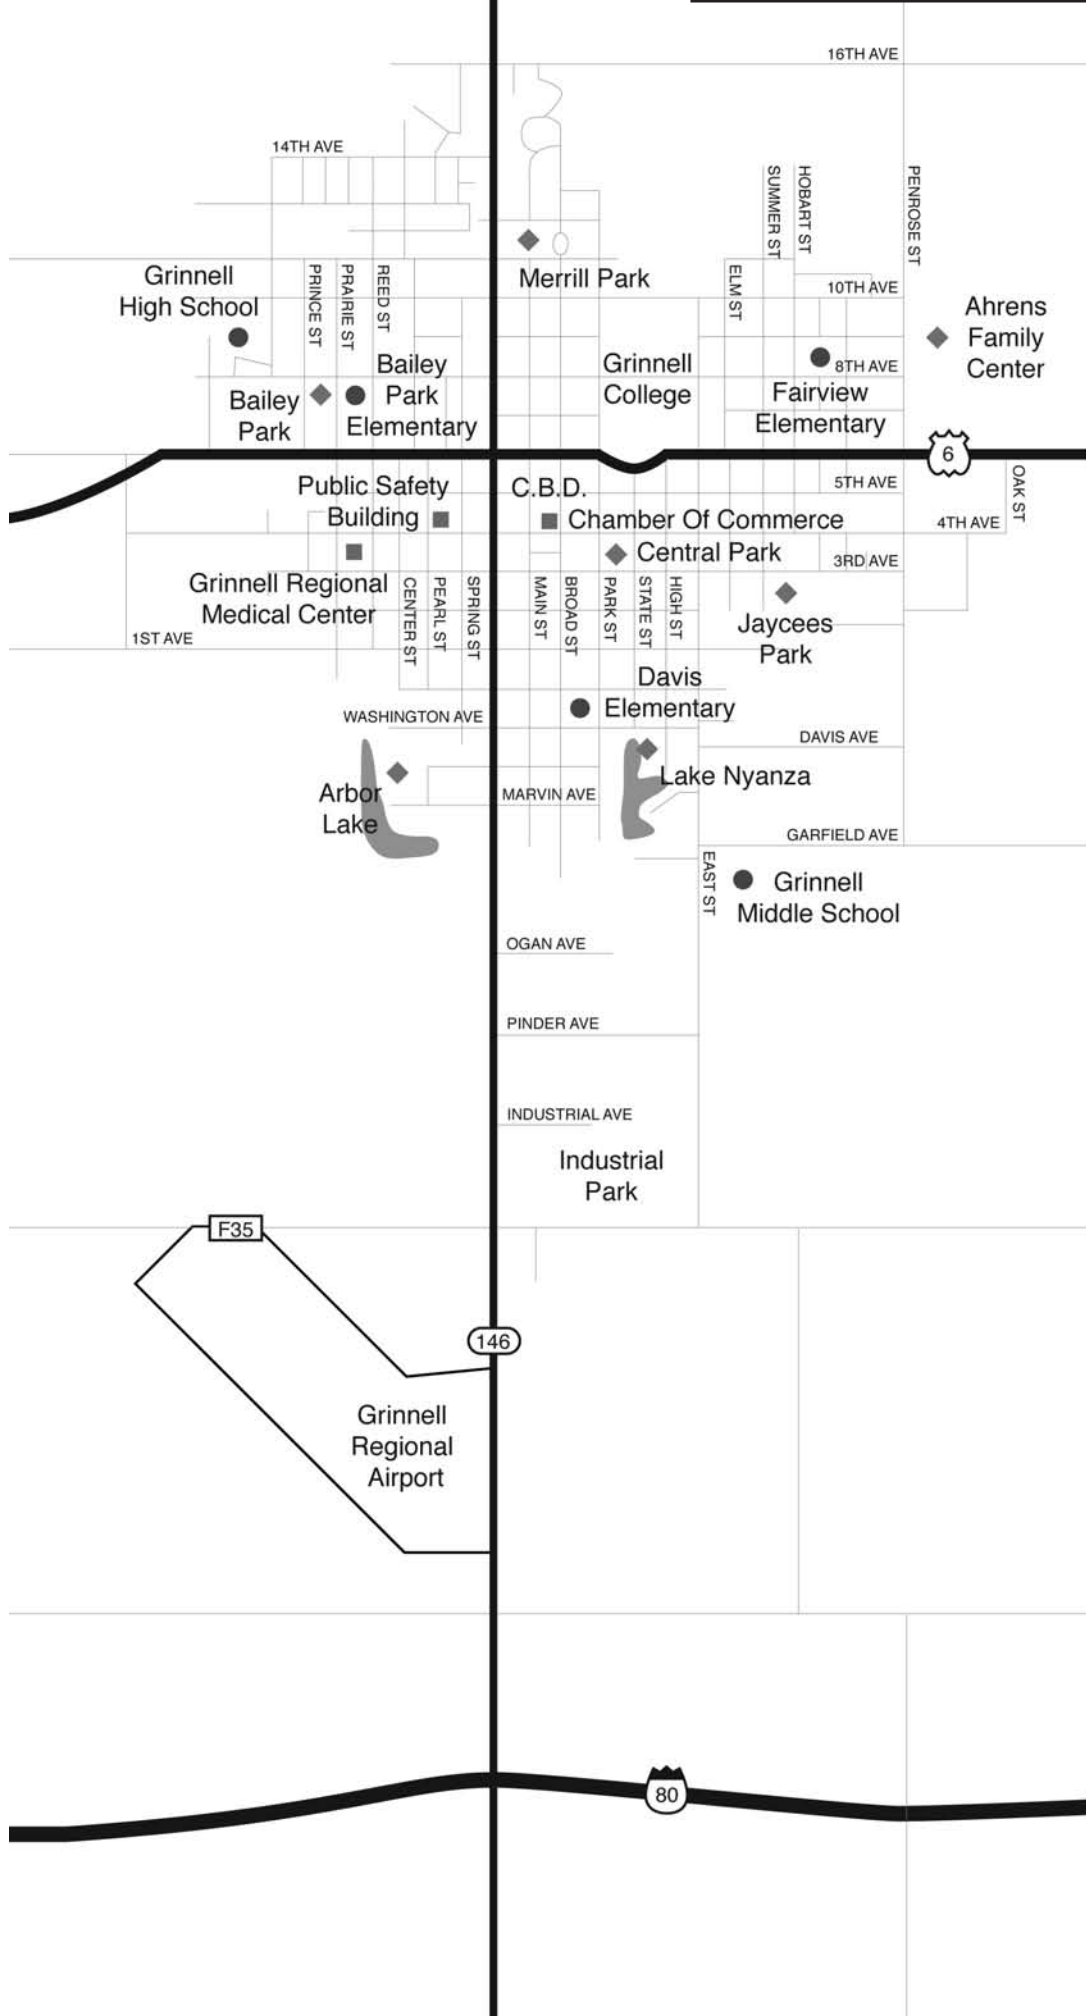 16TH AVE
14TH AVE
SUMMER ST
HOBART ST
PENROSE ST
Grinnell
High School
PRINCE ST
PRAIRIE ST
REED ST
Merrill Park
ELM ST
10TH AVE
Ahrens
Family
Center
Bailey
Park
Elementary
Grinnell
College
8TH AVE
Bailey
Park
Fairview
Elementary
6
Public Safety
Building
C.B.D.
5TH AVE
OAK ST
Chamber Of Commerce
4TH AVE
Central Park
3RD AVE
Grinnell Regional
Medical Center
CENTER ST
PEARL ST
SPRING ST
MAIN ST
BROAD ST
PARK ST
STATE ST
HIGH ST
Jaycees
Park
1ST AVE
Davis
Elementary
WASHINGTON AVE
DAVIS AVE
Arbor
Lake
Lake Nyanza
MARVIN AVE
GARFIELD AVE
EAST ST
Grinnell
Middle School
OGAN AVE
PINDER AVE
INDUSTRIAL AVE
Industrial
Park
F35
146
Grinnell
Regional
Airport
80